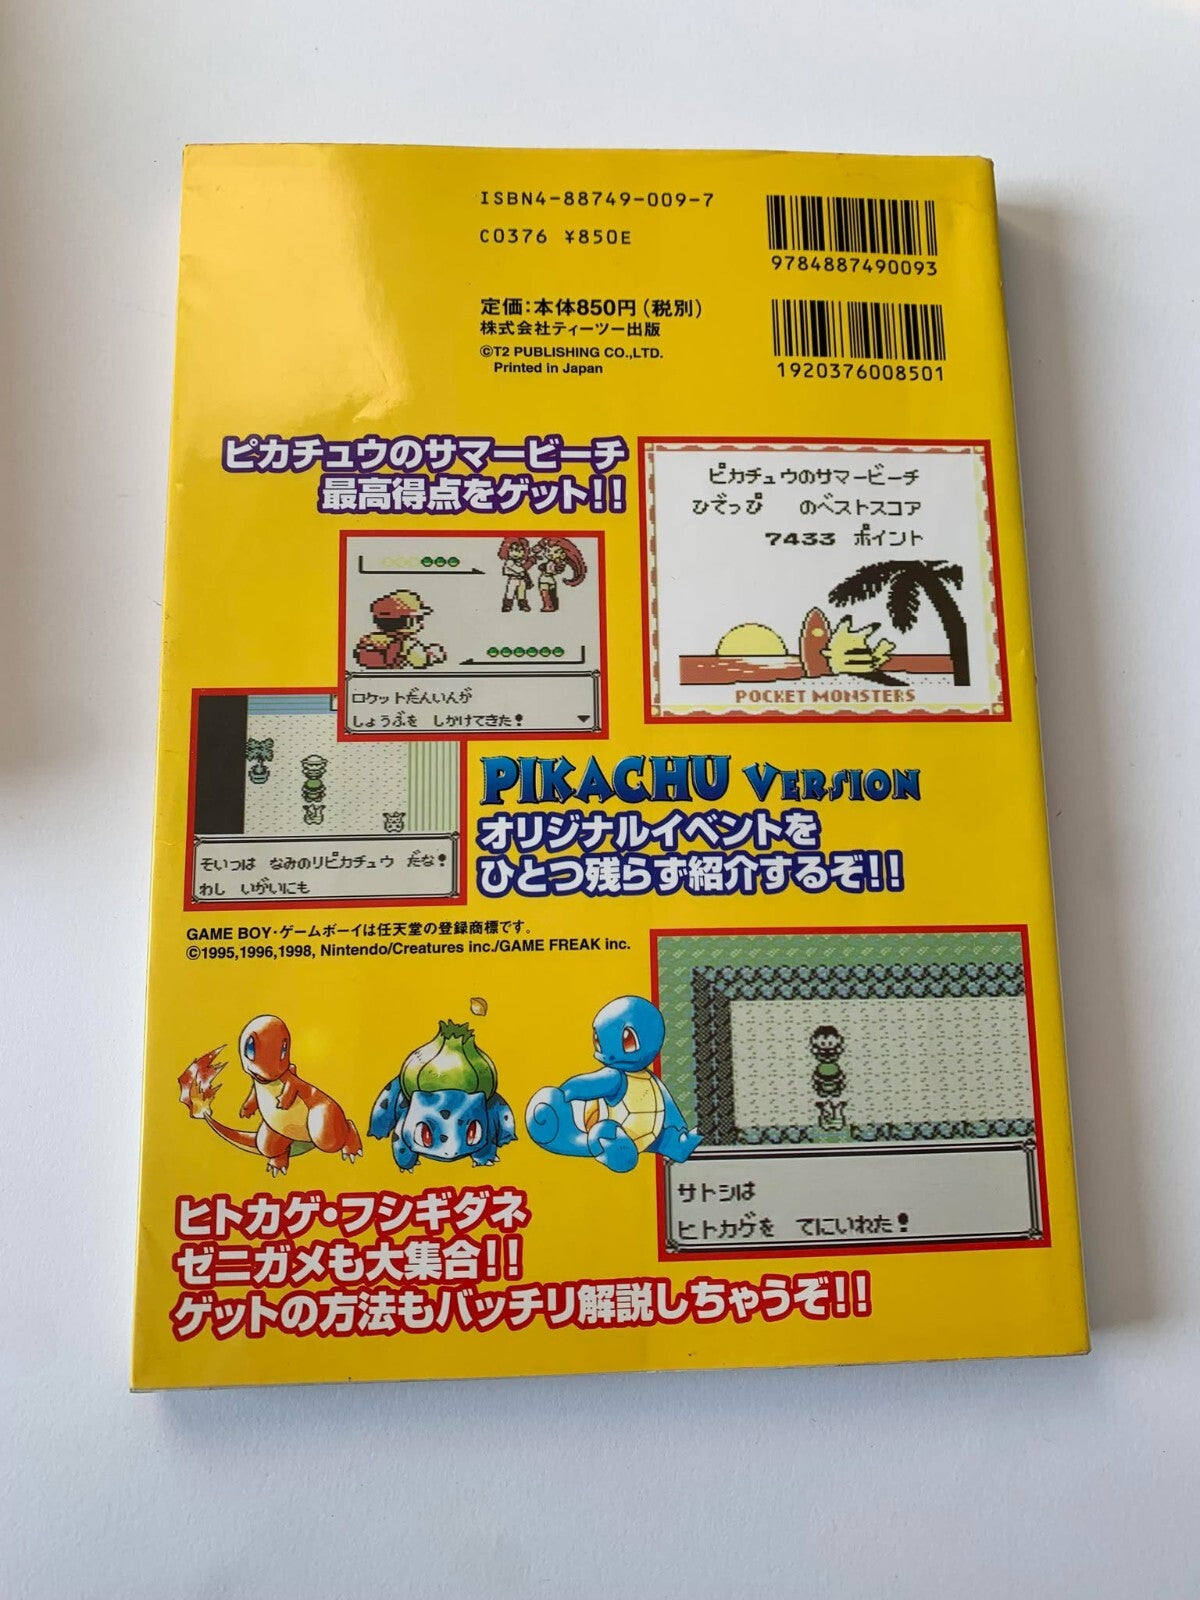 ISBN4-88749-009-7
C0376 ¥850E
9784887490093
定価:本体850円(税別)
株式会社ティーツー出版
©T2 PUBLISHING CO.,LTD.
Printed in Japan
1920376008501
ピカチュウのサマービーチ
最高得点をゲット!!
ピカチュウのサマービーチ
ひでっぴ のベストスコア
7433 ポイント
POCKET MONSTERS
ロケットだんいんが
しょうぶを しかけてきた!
そいつは なみのりピカチュウ だな!
わし いがいにも
PIKACHU VERSION
オリジナルイベントを
ひとつ残らず紹介するぞ!!
GAME BOY・ゲームボーイは任天堂の登録商標です。
©1995,1996,1998, Nintendo/Creatures inc./GAME FREAK inc.
サトシは
ヒトカゲを てにいれた!
ヒトカゲ・フシギダネ
ゼニガメも大集合!!
ゲットの方法もバッチリ解説しちゃうぞ!!